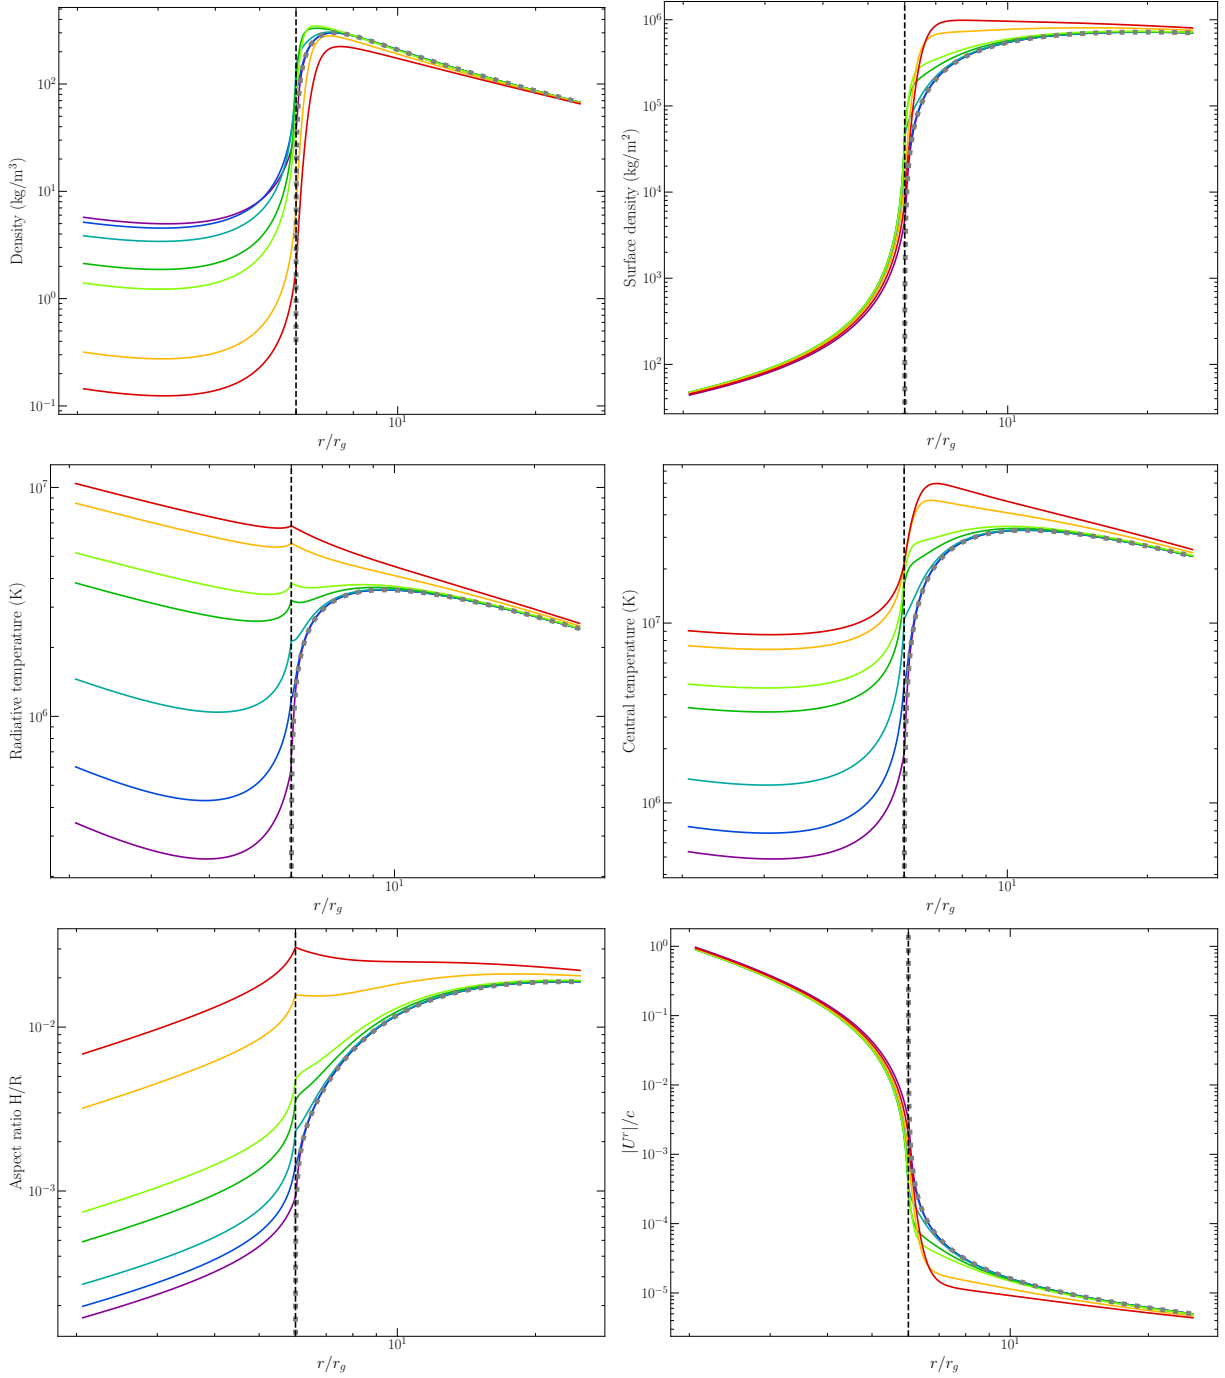 Density (kg/m³)
10²
10¹
10⁰
10⁻¹
10¹
r/r_g
Surface density (kg/m²)
10⁶
10⁵
10⁴
10³
10²
10¹
r/r_g
Radiative temperature (K)
10⁷
10⁶
10¹
r/r_g
Central temperature (K)
10⁷
10⁶
10¹
r/r_g
Aspect ratio H/R
10⁻²
10⁻³
10¹
r/r_g
|U^r|/c
10⁰
10⁻¹
10⁻²
10⁻³
10⁻⁴
10⁻⁵
10¹
r/r_g